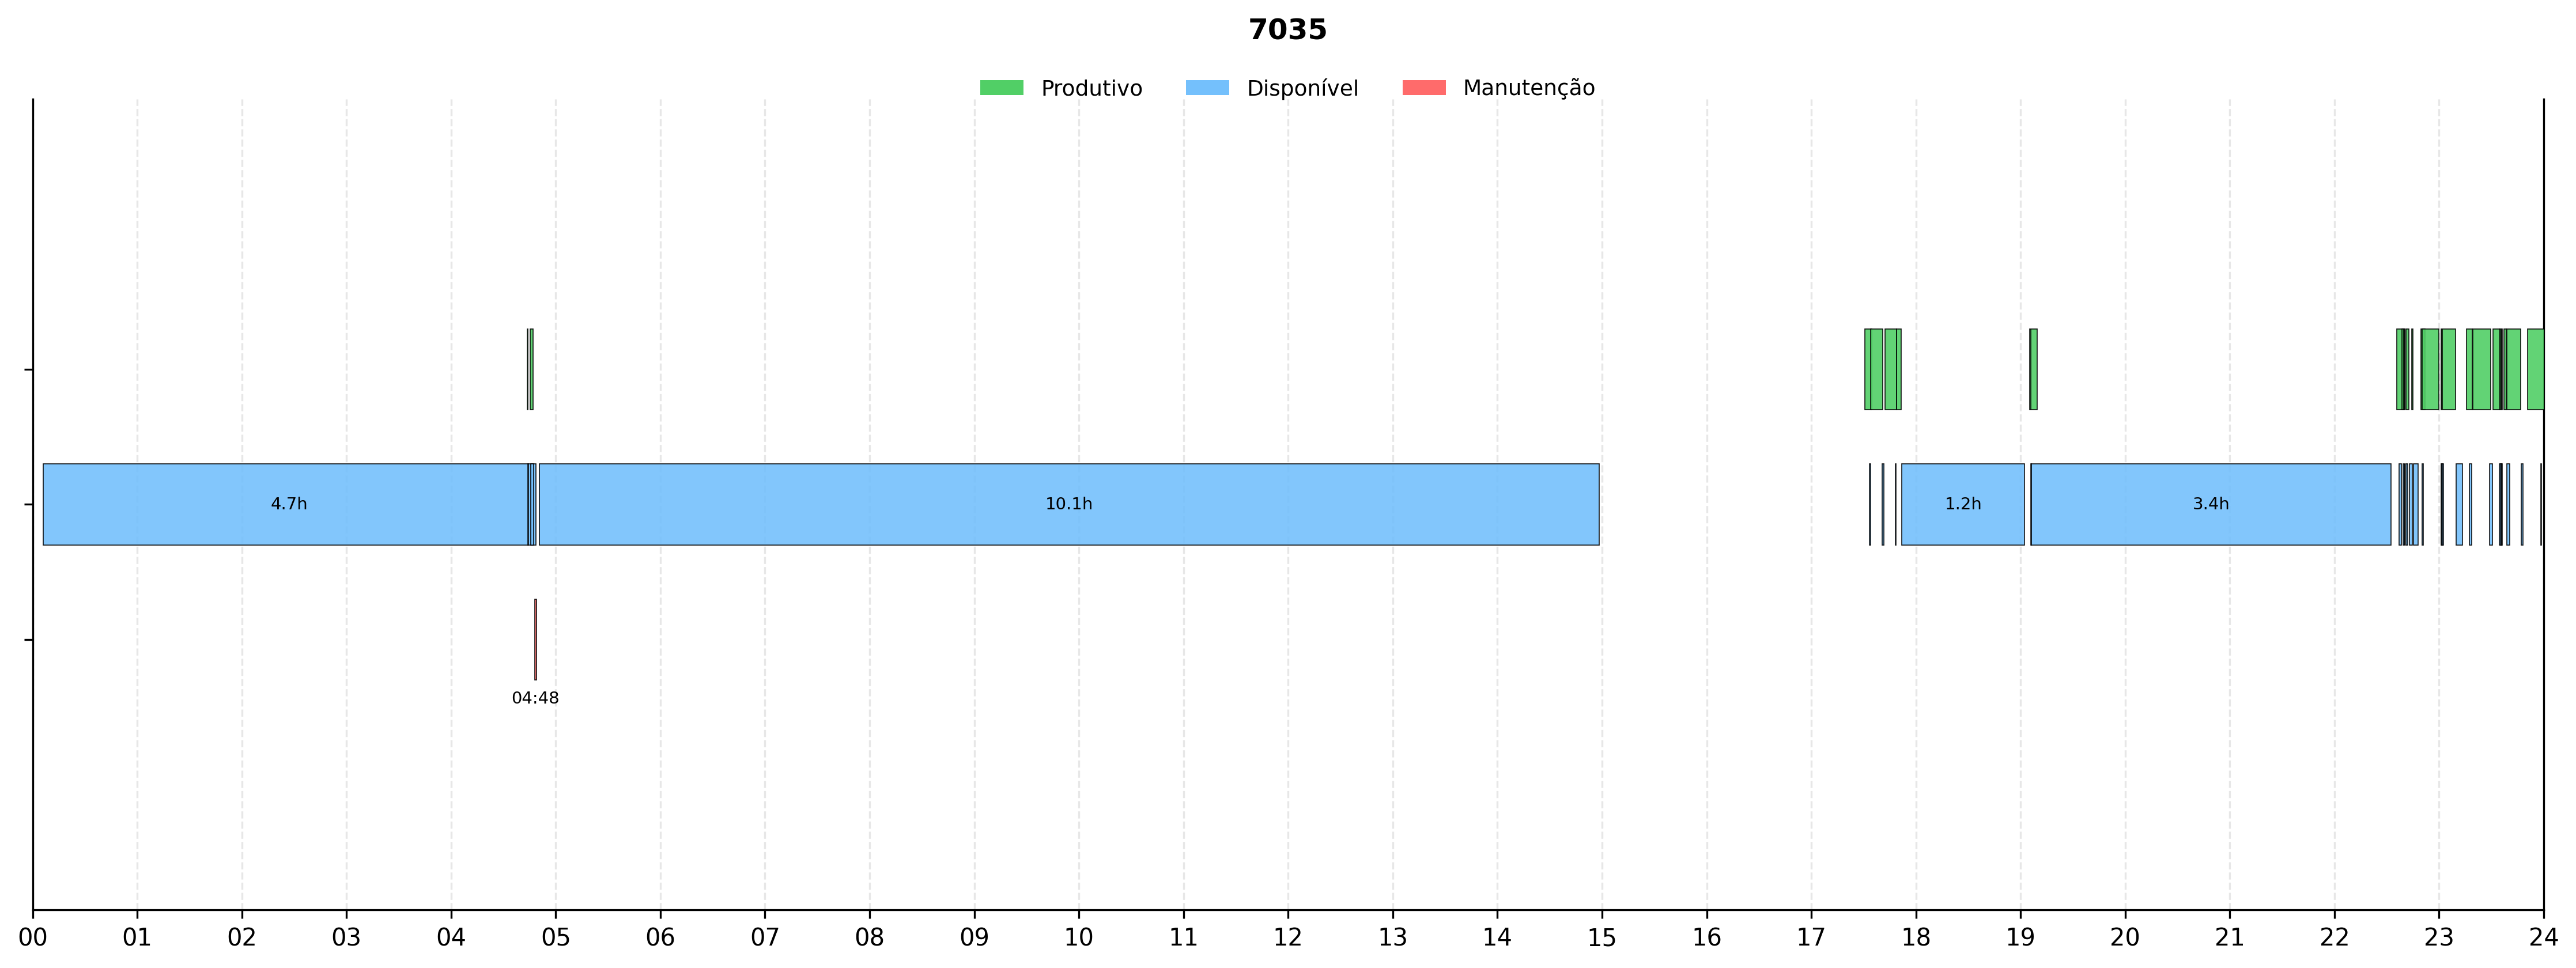 7035
Produtivo Disponível Manutenção
4.7h 10.1h 1.2h 3.4h
04:48
00 01 02 03 04 05 06 07 08 09 10 11 12 13 14 15 16 17 18 19 20 21 22 23 24